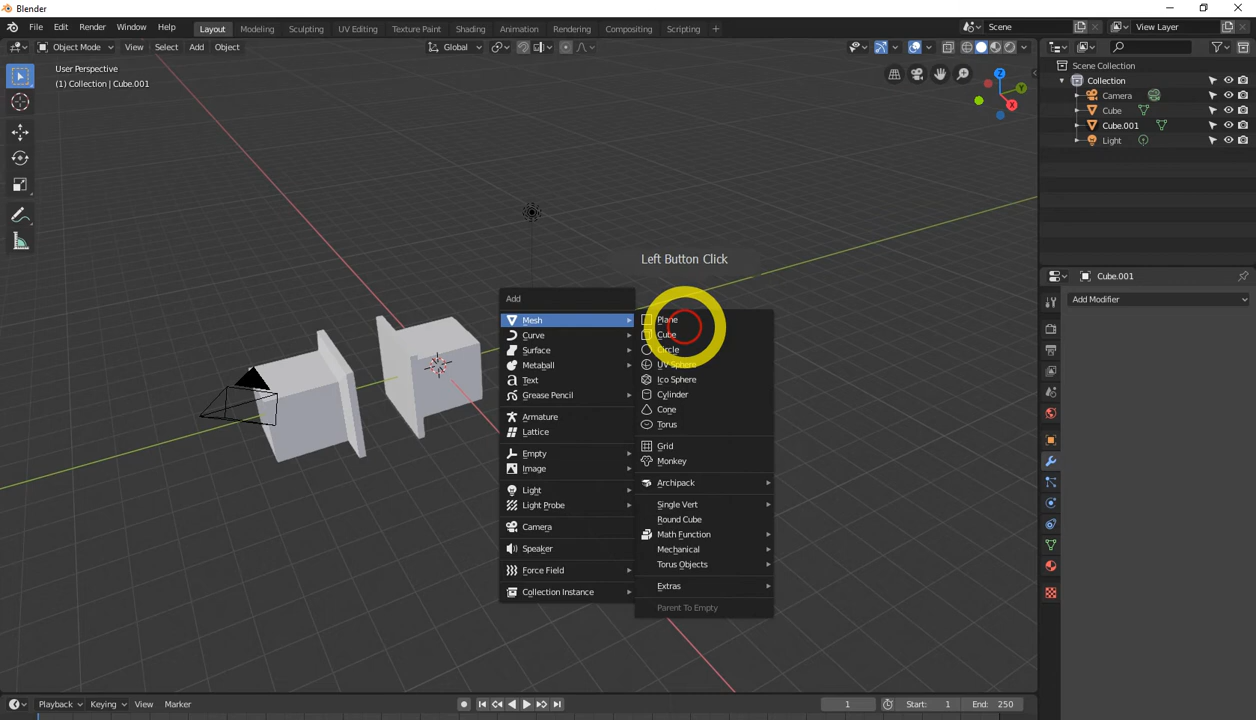 Blender
File Edit Render Window Help
Layout Modeling Sculpting UV Editing Texture Paint Shading Animation Rendering Compositing Scripting +
Scene
View Layer
Object Mode View Select Add Object
Global
User Perspective
(1) Collection | Cube.001
Z
Y
X
Left Button Click
Add
Mesh
Curve
Surface
Metaball
Text
Grease Pencil
Armature
Lattice
Empty
Image
Light
Light Probe
Camera
Speaker
Force Field
Collection Instance
Plane
Cube
Circle
UV Sphere
Ico Sphere
Cylinder
Cone
Torus
Grid
Monkey
Archipack
Single Vert
Round Cube
Math Function
Mechanical
Torus Objects
Extras
Parent To Empty
Scene Collection
Collection
Camera
Cube
Cube.001
Light
Cube.001
Add Modifier
Playback Keying View Marker
1
Start: 1
End: 250